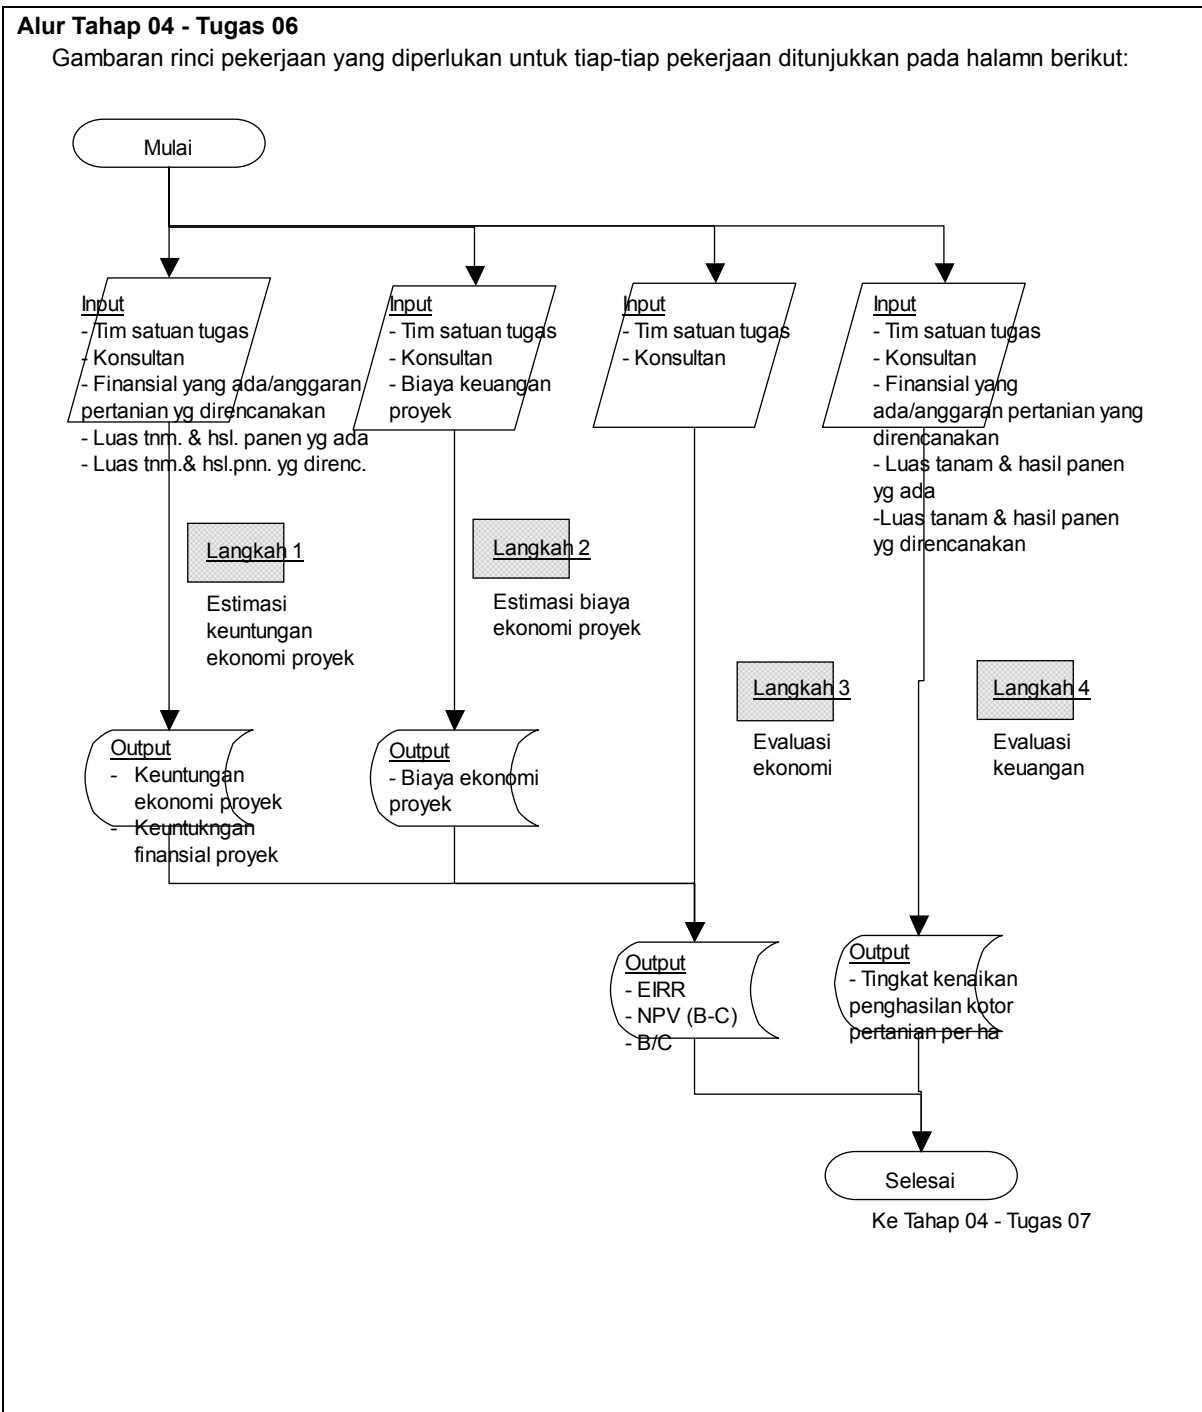 Alur Tahap 04 - Tugas 06
Gambaran rinci pekerjaan yang diperlukan untuk tiap-tiap pekerjaan ditunjukkan pada halamn berikut:
Mulai
Input
- Tim satuan tugas
- Konsultan
- Finansial yang ada/anggaran
pertanian yg direncanakan
- Luas tnm. & hsl. panen yg ada
- Luas tnm.& hsl.pnn. yg direnc.
Input
- Tim satuan tugas
- Konsultan
- Biaya keuangan
proyek
Input
- Tim satuan tugas
- Konsultan
Input
- Tim satuan tugas
- Konsultan
- Finansial yang
ada/anggaran pertanian yang
direncanakan
- Luas tanam & hasil panen
yg ada
-Luas tanam & hasil panen
yg direncanakan
Langkah 1
Estimasi
keuntungan
ekonomi proyek
Langkah 2
Estimasi biaya
ekonomi proyek
Langkah 3
Evaluasi
ekonomi
Langkah 4
Evaluasi
keuangan
Output
- Keuntungan
ekonomi proyek
- Keuntukngan
finansial proyek
Output
- Biaya ekonomi
proyek
Output
- EIRR
- NPV (B-C)
- B/C
Output
- Tingkat kenaikan
penghasilan kotor
pertanian per ha
Selesai
Ke Tahap 04 - Tugas 07